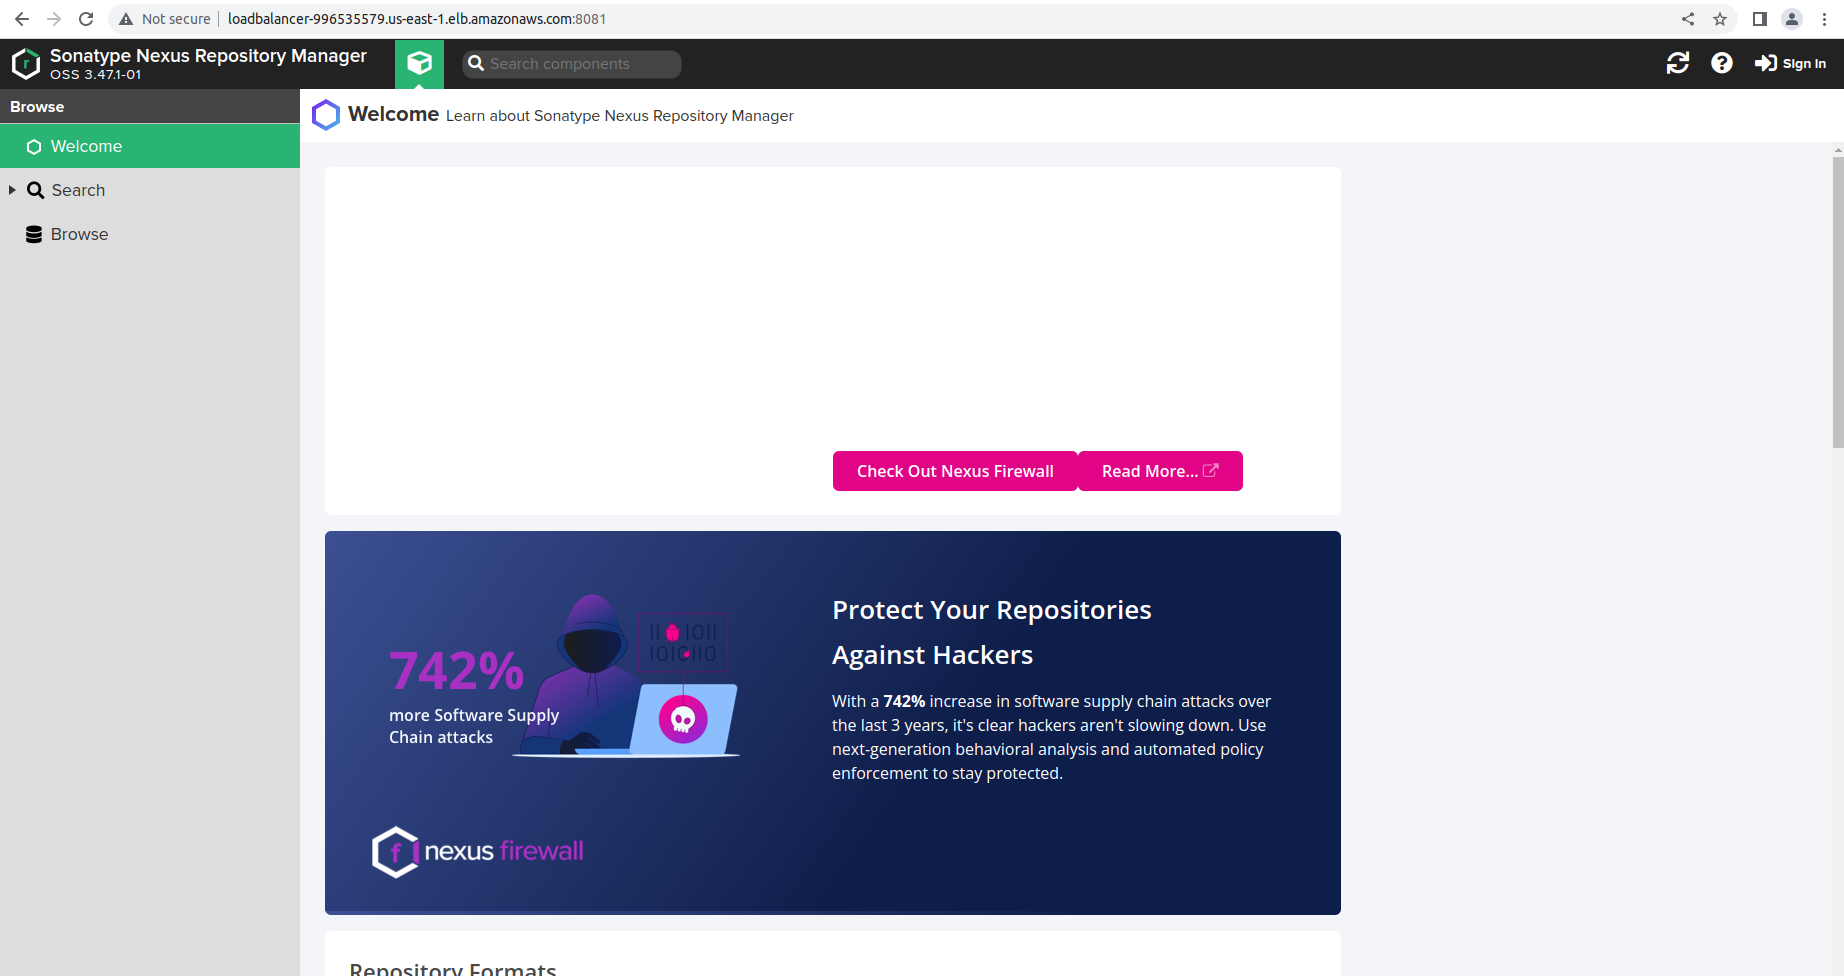 Not secure | loadbalancer-996535579.us-east-1.elb.amazonaws.com:8081
Sonatype Nexus Repository Manager
OSS 3.47.1-01
Search components
Sign In
Browse
Welcome Learn about Sonatype Nexus Repository Manager
Welcome
Search
Browse
Check Out Nexus Firewall
Read More...
742%
more Software Supply
Chain attacks
IOII
IOICIIO
nexus firewall
Protect Your Repositories
Against Hackers
With a 742% increase in software supply chain attacks over
the last 3 years, it's clear hackers aren't slowing down. Use
next-generation behavioral analysis and automated policy
enforcement to stay protected.
Repository Formats